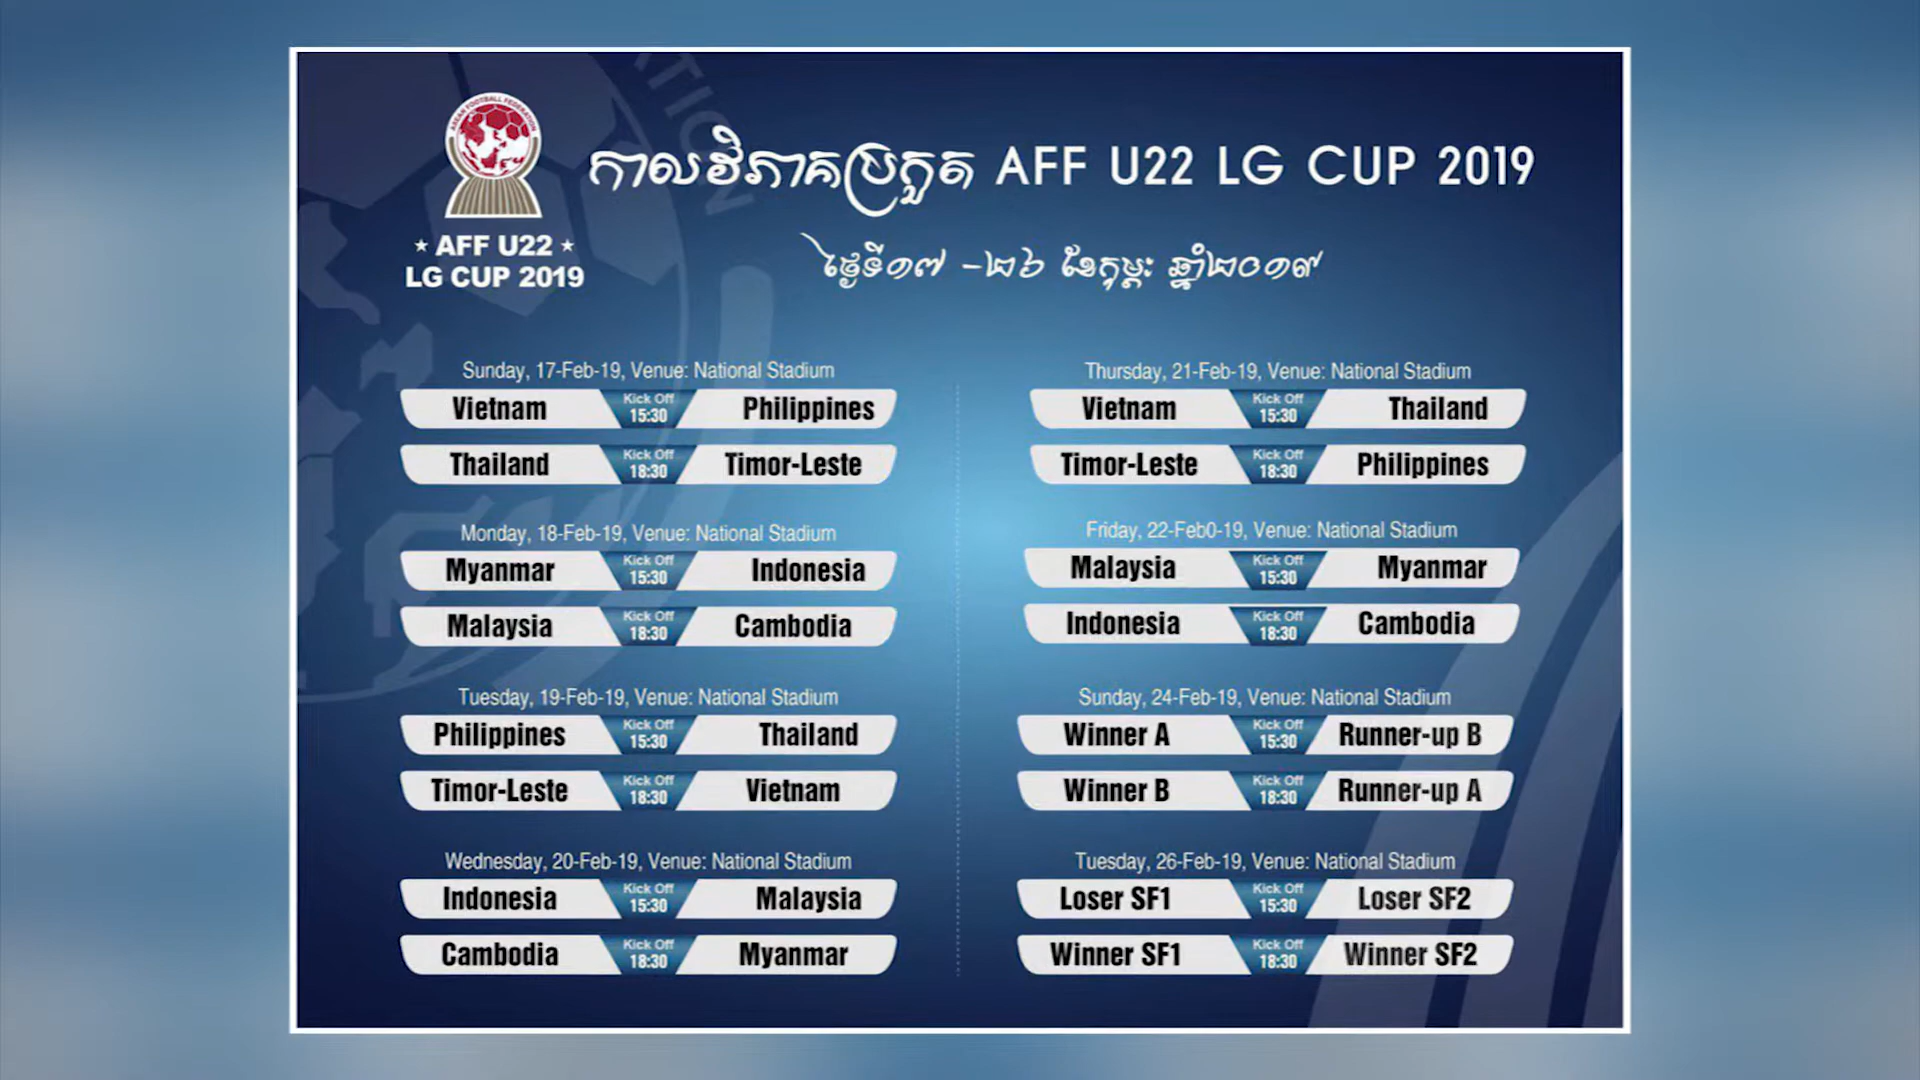 ASEAN FOOTBALL FEDERATION
★ AFF U22 ★
LG CUP 2019
កាលវិភាគប្រកួត AFF U22 LG CUP 2019
ថ្ងៃទី១៧ -២៦ ខែកុម្ភៈ ឆ្នាំ២០១៩
Sunday, 17-Feb-19, Venue: National Stadium
Vietnam Kick Off 15:30 Philippines
Thailand Kick Off 18:30 Timor-Leste
Monday, 18-Feb-19, Venue: National Stadium
Myanmar Kick Off 15:30 Indonesia
Malaysia Kick Off 18:30 Cambodia
Tuesday, 19-Feb-19, Venue: National Stadium
Philippines Kick Off 15:30 Thailand
Timor-Leste Kick Off 18:30 Vietnam
Wednesday, 20-Feb-19, Venue: National Stadium
Indonesia Kick Off 15:30 Malaysia
Cambodia Kick Off 18:30 Myanmar
Thursday, 21-Feb-19, Venue: National Stadium
Vietnam Kick Off 15:30 Thailand
Timor-Leste Kick Off 18:30 Philippines
Friday, 22-Feb0-19, Venue: National Stadium
Malaysia Kick Off 15:30 Myanmar
Indonesia Kick Off 18:30 Cambodia
Sunday, 24-Feb-19, Venue: National Stadium
Winner A Kick Off 15:30 Runner-up B
Winner B Kick Off 18:30 Runner-up A
Tuesday, 26-Feb-19, Venue: National Stadium
Loser SF1 Kick Off 15:30 Loser SF2
Winner SF1 Kick Off 18:30 Winner SF2